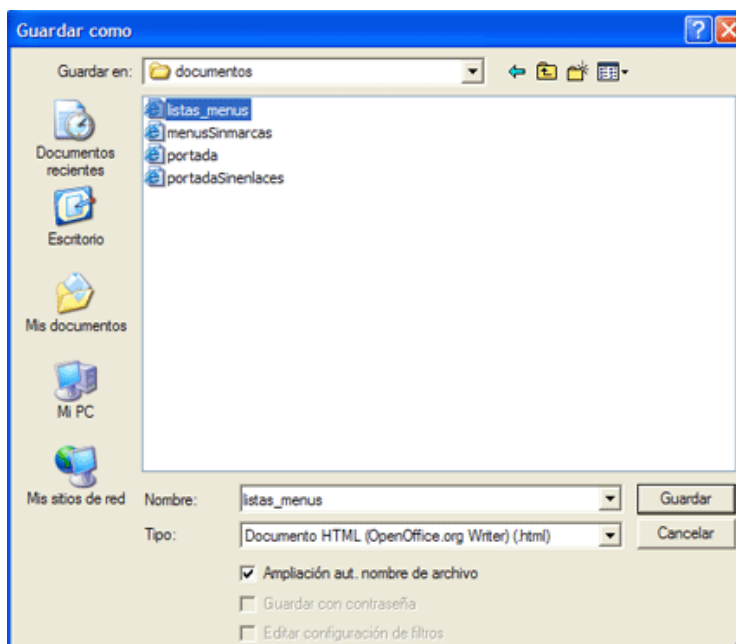 Guardar como
Guardar en: documentos
listas_menus
menusSinmarcas
portada
portadaSinenlaces
Documentos
recientes
Escritorio
Mis documentos
Mi PC
Mis sitios de red
Nombre: listas_menus Guardar
Tipo: Documento HTML (OpenOffice.org Writer) (.html) Cancelar
Ampliación aut. nombre de archivo
Guardar con contraseña
Editar configuración de filtros